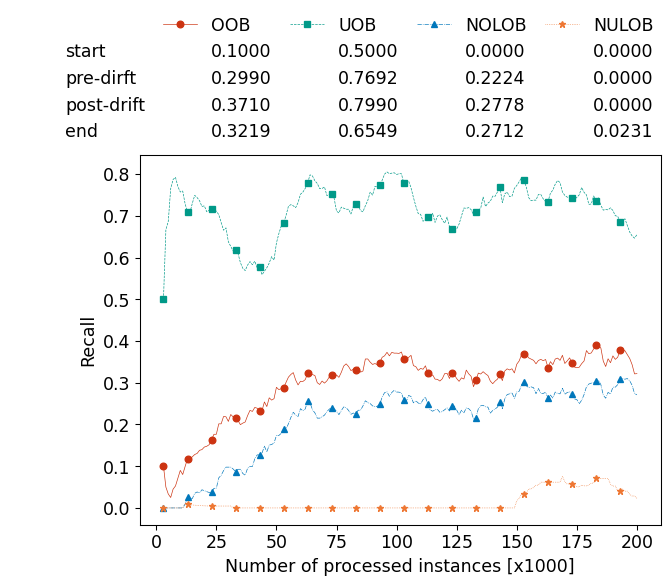 OOB UOB NOLOB NULOB
start 0.1000 0.5000 0.0000 0.0000
pre-dirft 0.2990 0.7692 0.2224 0.0000
post-drift 0.3710 0.7990 0.2778 0.0000
end 0.3219 0.6549 0.2712 0.0231
0.8
0.7
0.6
0.5
0.4
0.3
0.2
0.1
0.0
Recall
0 25 50 75 100 125 150 175 200
Number of processed instances [x1000]